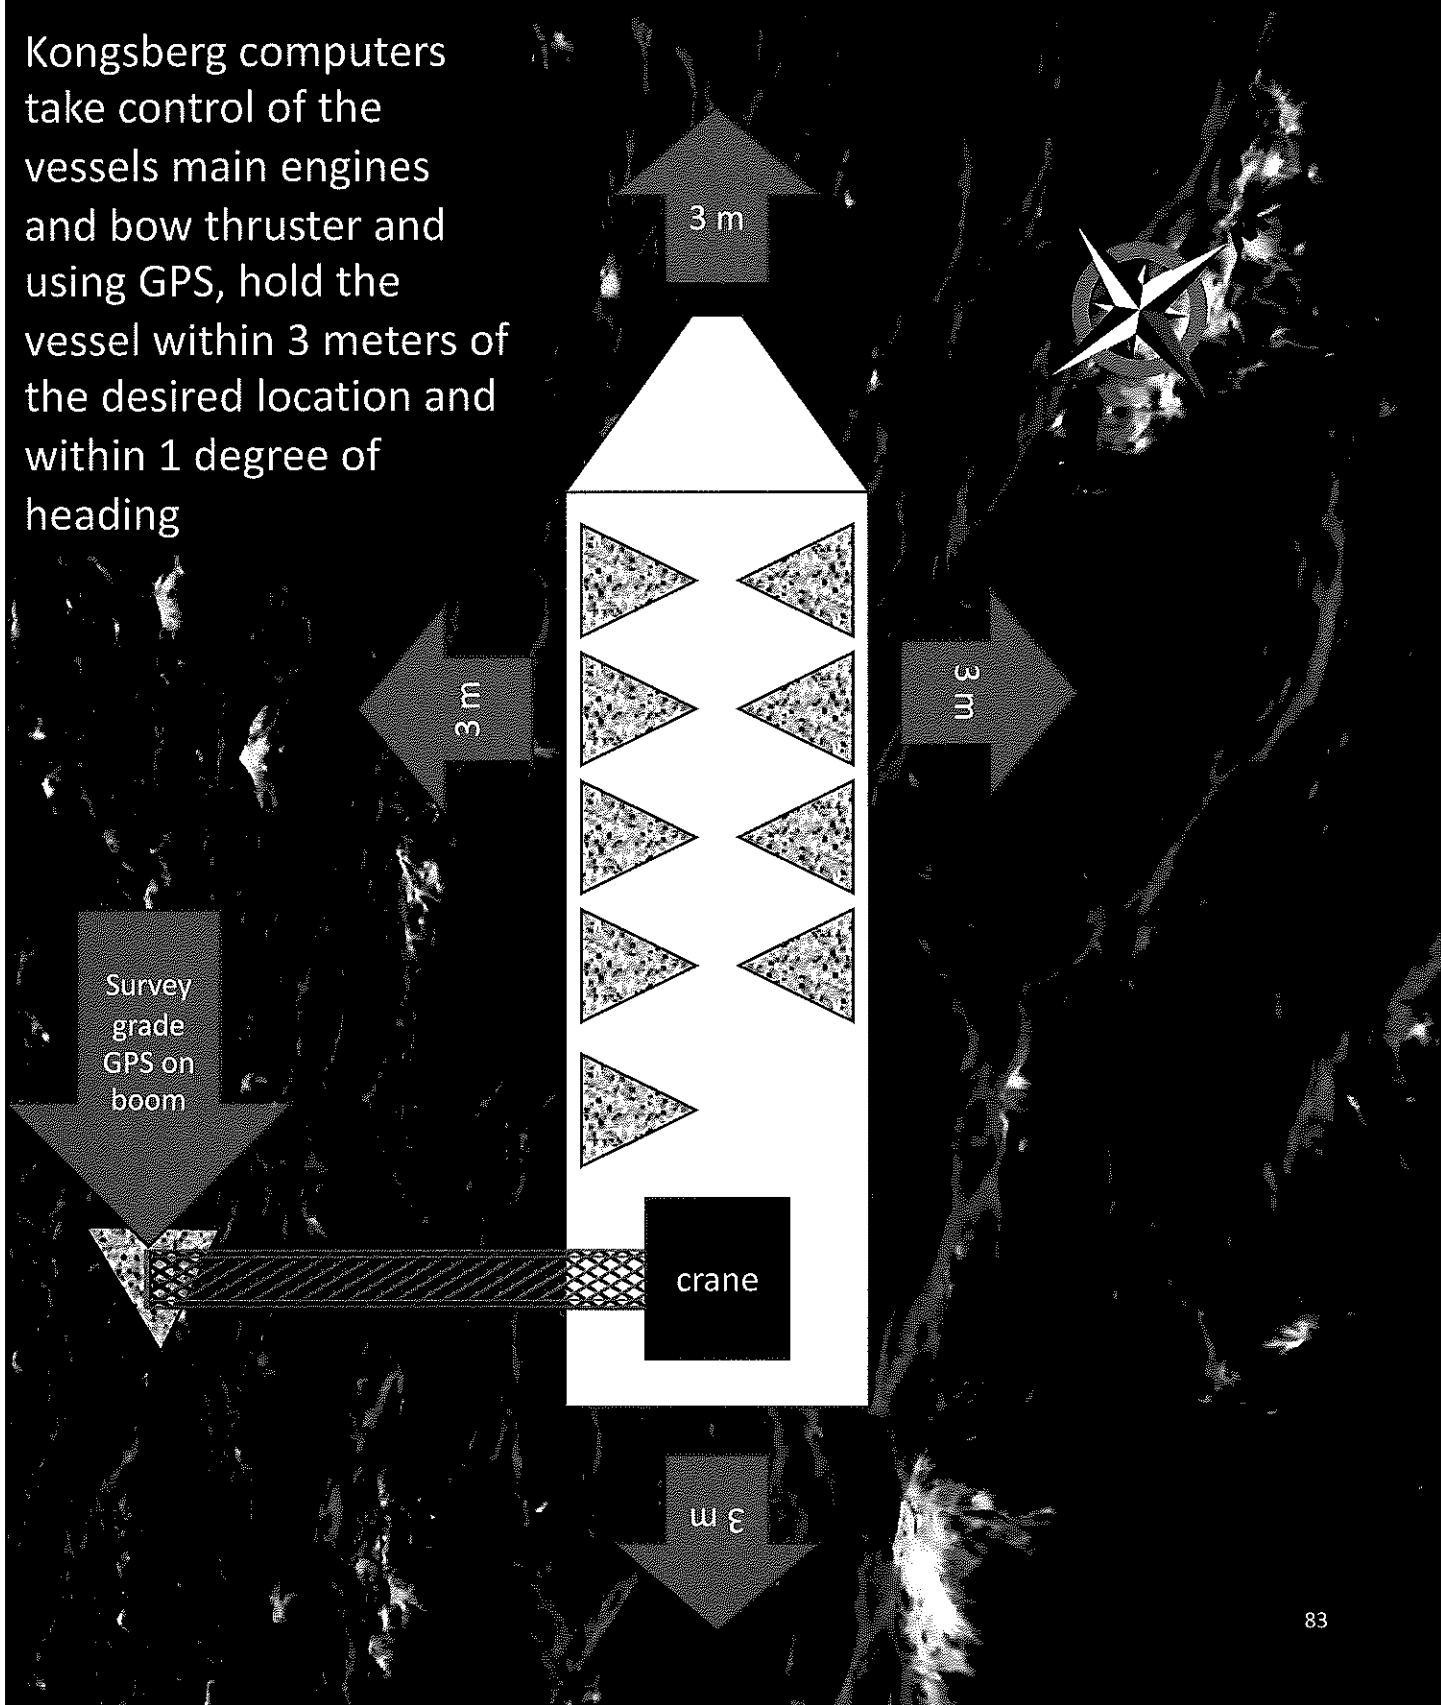 Kongsberg computers
take control of the
vessels main engines
and bow thruster and
using GPS, hold the
vessel within 3 meters of
the desired location and
within 1 degree of
heading
3 m
3 m
3 m
Survey
grade
GPS on
boom
crane
3 m
83